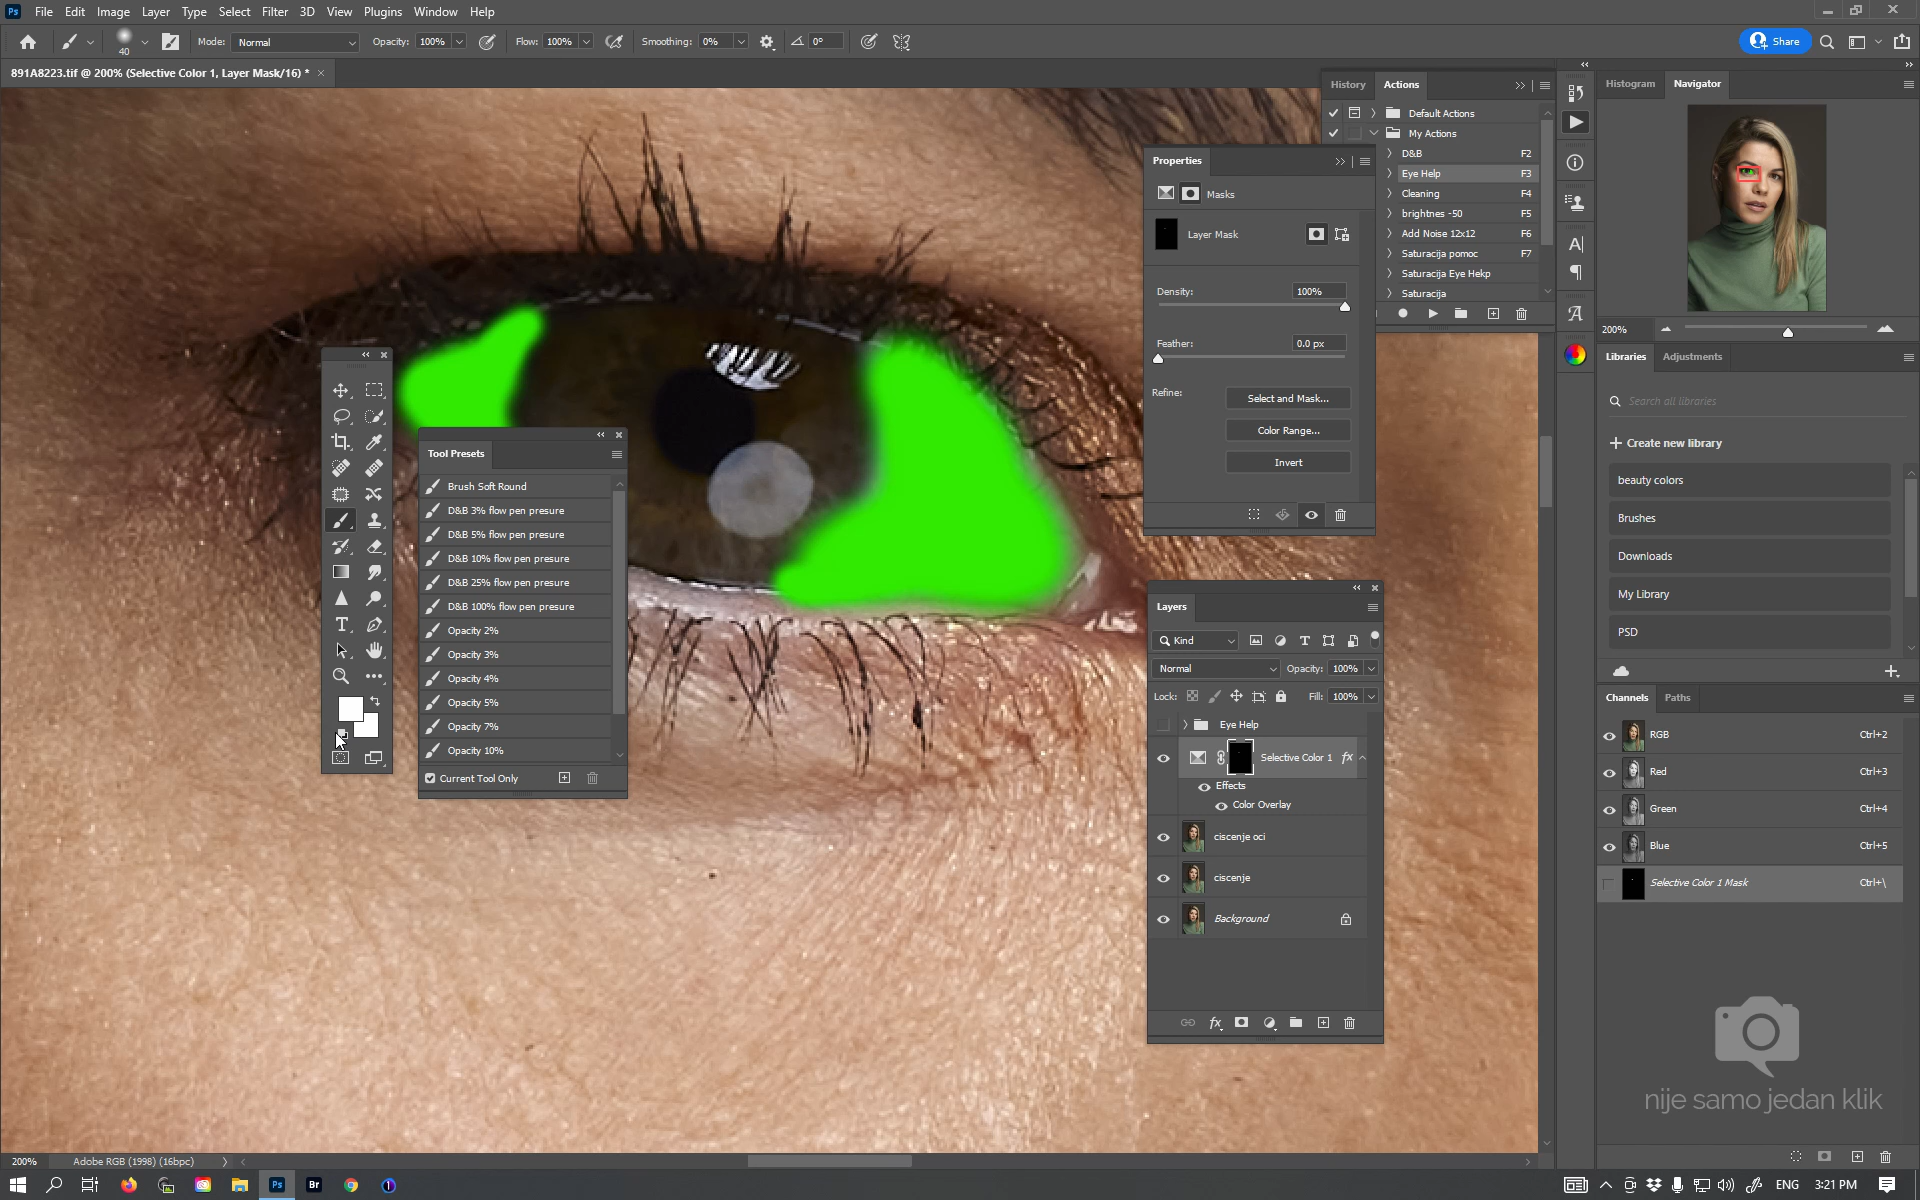 Ps File Edit Image Layer Type Select Filter 3D View Plugins Window Help
40 Mode: Normal Opacity: 100% Flow: 100% Smoothing: 0% 0° Share
891A8223.tif @ 200% (Selective Color 1, Layer Mask/16) * ×
History Actions
Default Actions
My Actions
D&B F2
Eye Help F3
Cleaning F4
brightnes -50 F5
Add Noise 12x12 F6
Saturacija pomoc F7
Saturacija Eye Hekp
Saturacija
Properties
Masks
Layer Mask
Density: 100%
Feather: 0.0 px
Refine: Select and Mask...
Color Range...
Invert
Tool Presets
Brush Soft Round
D&B 3% flow pen presure
D&B 5% flow pen presure
D&B 10% flow pen presure
D&B 25% flow pen presure
D&B 100% flow pen presure
Opacity 2%
Opacity 3%
Opacity 4%
Opacity 5%
Opacity 7%
Opacity 10%
Current Tool Only
Layers
Kind
Normal Opacity: 100%
Lock: Fill: 100%
Eye Help
Selective Color 1 fx
Effects
Color Overlay
ciscenje oci
ciscenje
Background
fx
Histogram Navigator
200%
Libraries Adjustments
Search all libraries
Create new library
beauty colors
Brushes
Downloads
My Library
PSD
Channels Paths
RGB Ctrl+2
Red Ctrl+3
Green Ctrl+4
Blue Ctrl+5
Selective Color 1 Mask Ctrl+\
nije samo jedan klik
200% Adobe RGB (1998) (16bpc)
Ps Br ENG 3:21 PM